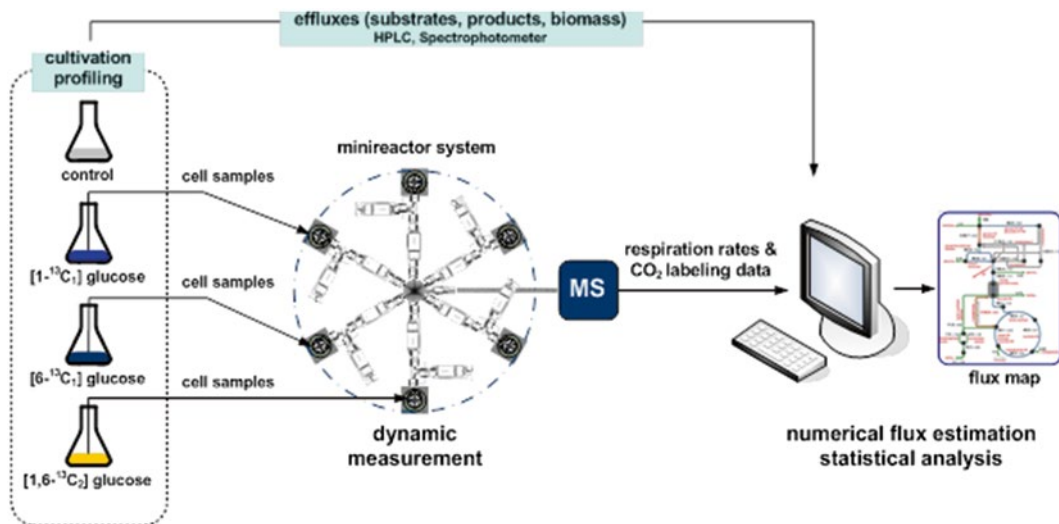 effluxes (substrates, products, biomass)
HPLC, Spectrophotometer
cultivation
profiling
control
[1-¹³C₁] glucose
[6-¹³C₁] glucose
[1,6-¹³C₂] glucose
cell samples
cell samples
cell samples
minireactor system
dynamic
measurement
MS
respiration rates &
CO₂ labeling data
flux map
numerical flux estimation
statistical analysis